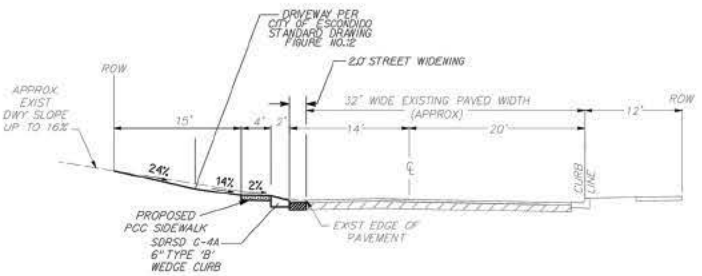 DRIVEWAY PER
CITY OF ESCONDIDO
STANDARD DRAWING
FIGURE NO.:2
2.0' STREET WIDENING
ROW
APPROX.
EXIST
DWY SLOPE
UP TO 16%
32' WIDE EXISTING PAVED WIDTH
(APPROX)
12'
ROW
15'
4'
2'
14'
20'
24%
14%
2%
℄
CURB
LINE
PROPOSED
PCC SIDEWALK
SDRSD G-4A
6" TYPE 'B'
WEDGE CURB
EXIST EDGE OF
PAVEMENT